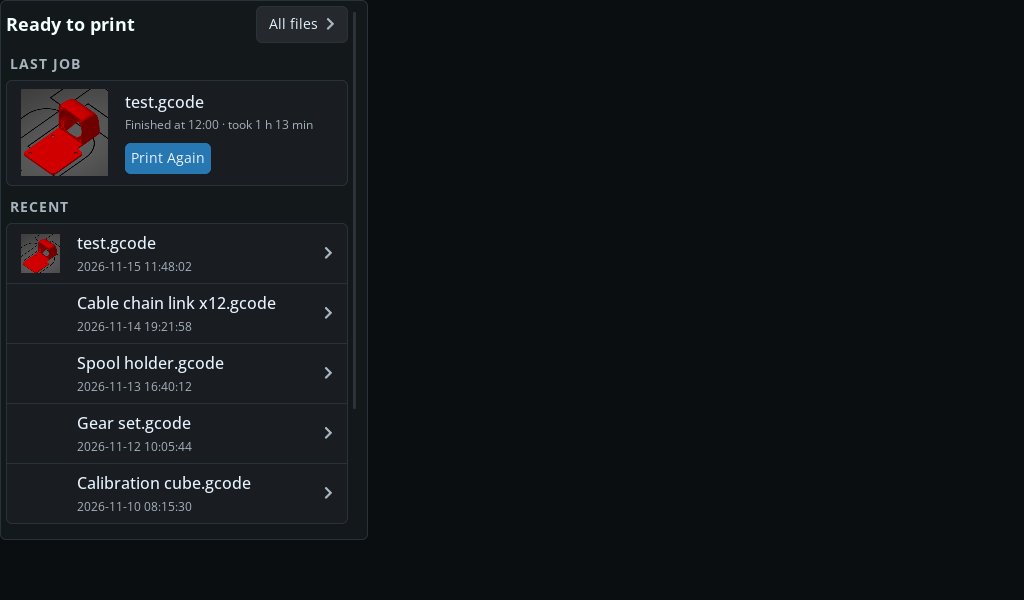 Ready to print
All files
LAST JOB
test.gcode
Finished at 12:00 · took 1 h 13 min
Print Again
RECENT
test.gcode
2026-11-15 11:48:02
Cable chain link x12.gcode
2026-11-14 19:21:58
Spool holder.gcode
2026-11-13 16:40:12
Gear set.gcode
2026-11-12 10:05:44
Calibration cube.gcode
2026-11-10 08:15:30